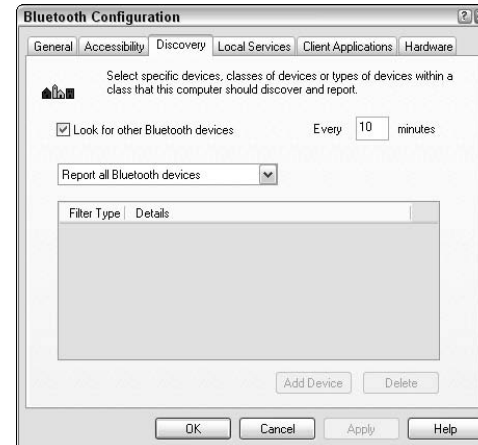 Bluetooth Configuration
General Accessibility Discovery Local Services Client Applications Hardware
Select specific devices, classes of devices or types of devices within a
class that this computer should discover and report.
Look for other Bluetooth devices Every 10 minutes
Report all Bluetooth devices
Filter Type Details
Add Device Delete
OK Cancel Apply Help